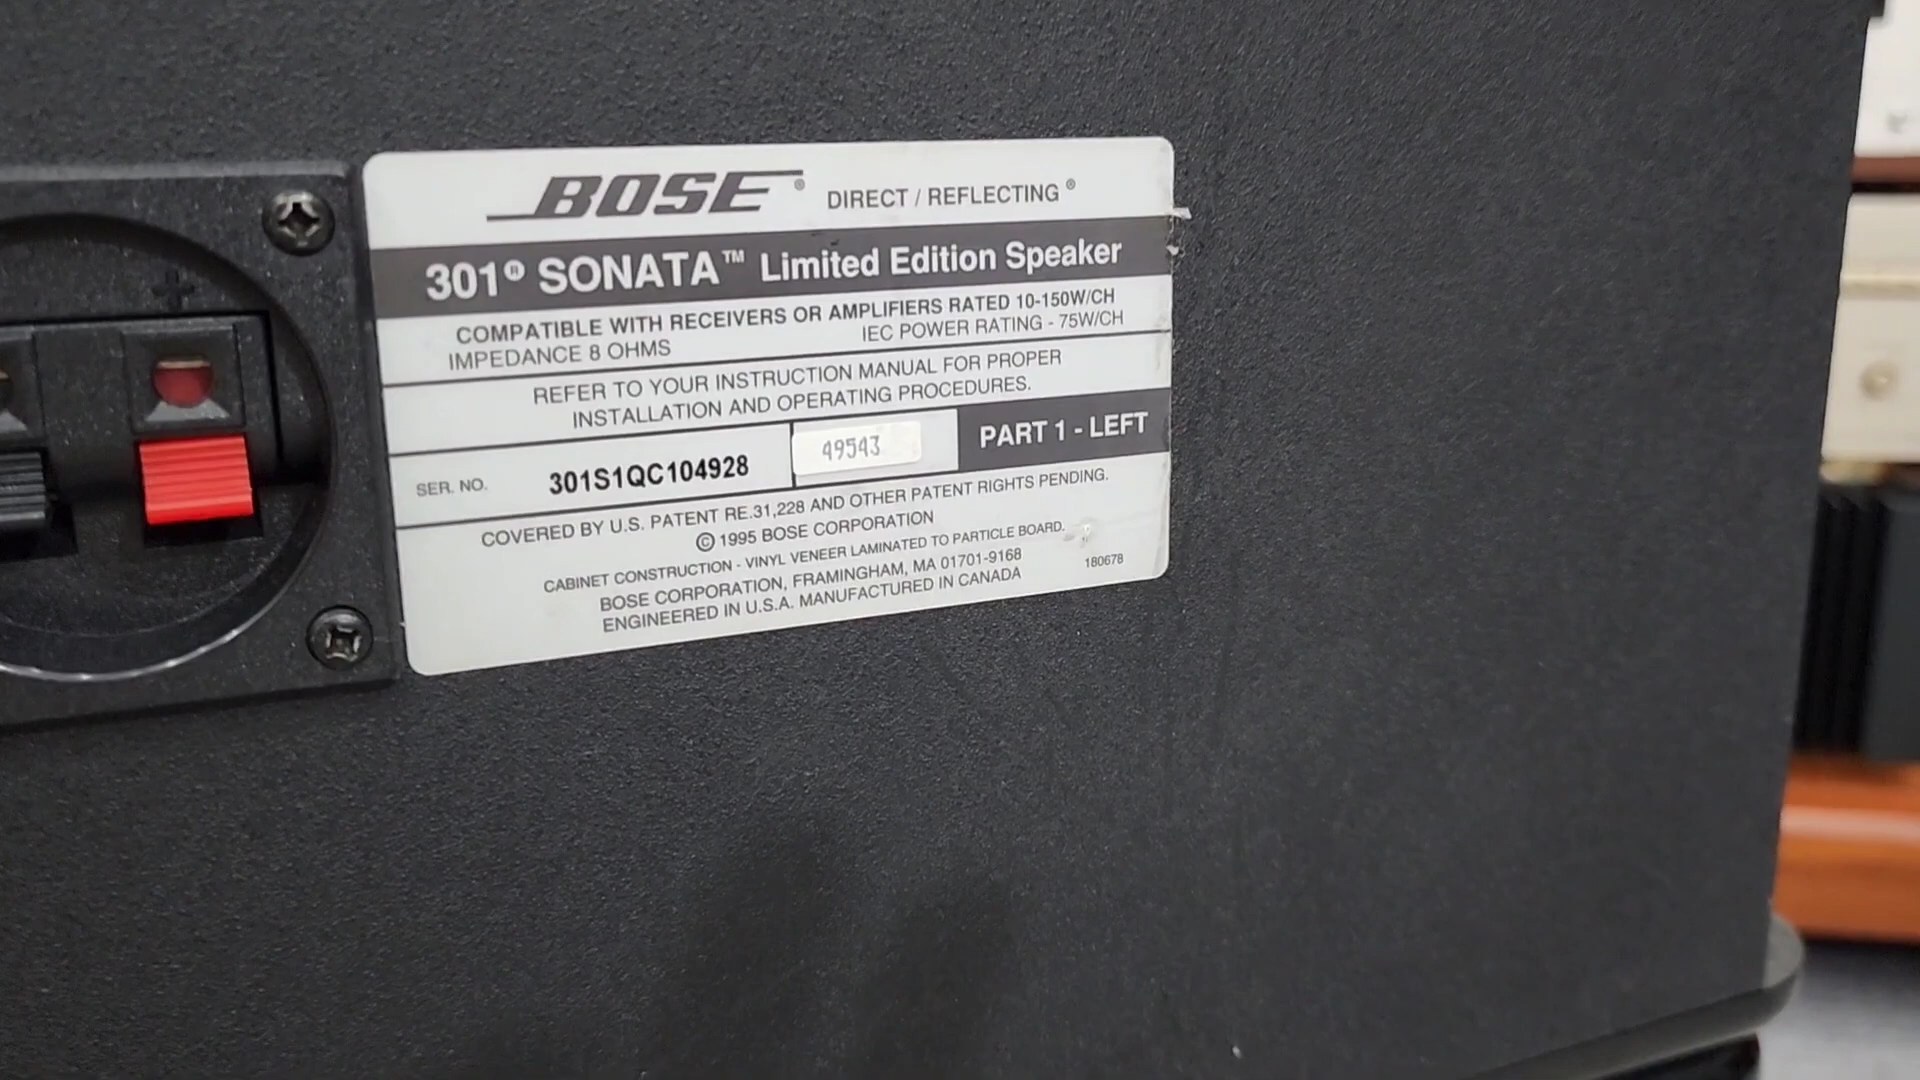 BOSE® DIRECT / REFLECTING®
301® SONATA™ Limited Edition Speaker
COMPATIBLE WITH RECEIVERS OR AMPLIFIERS RATED 10-150W/CH
IMPEDANCE 8 OHMS IEC POWER RATING - 75W/CH
REFER TO YOUR INSTRUCTION MANUAL FOR PROPER
INSTALLATION AND OPERATING PROCEDURES.
SER. NO. 301S1QC104928 49543 PART 1 - LEFT
COVERED BY U.S. PATENT RE.31,228 AND OTHER PATENT RIGHTS PENDING.
© 1995 BOSE CORPORATION
CABINET CONSTRUCTION - VINYL VENEER LAMINATED TO PARTICLE BOARD.
BOSE CORPORATION, FRAMINGHAM, MA 01701-9168
ENGINEERED IN U.S.A. MANUFACTURED IN CANADA 180678
+